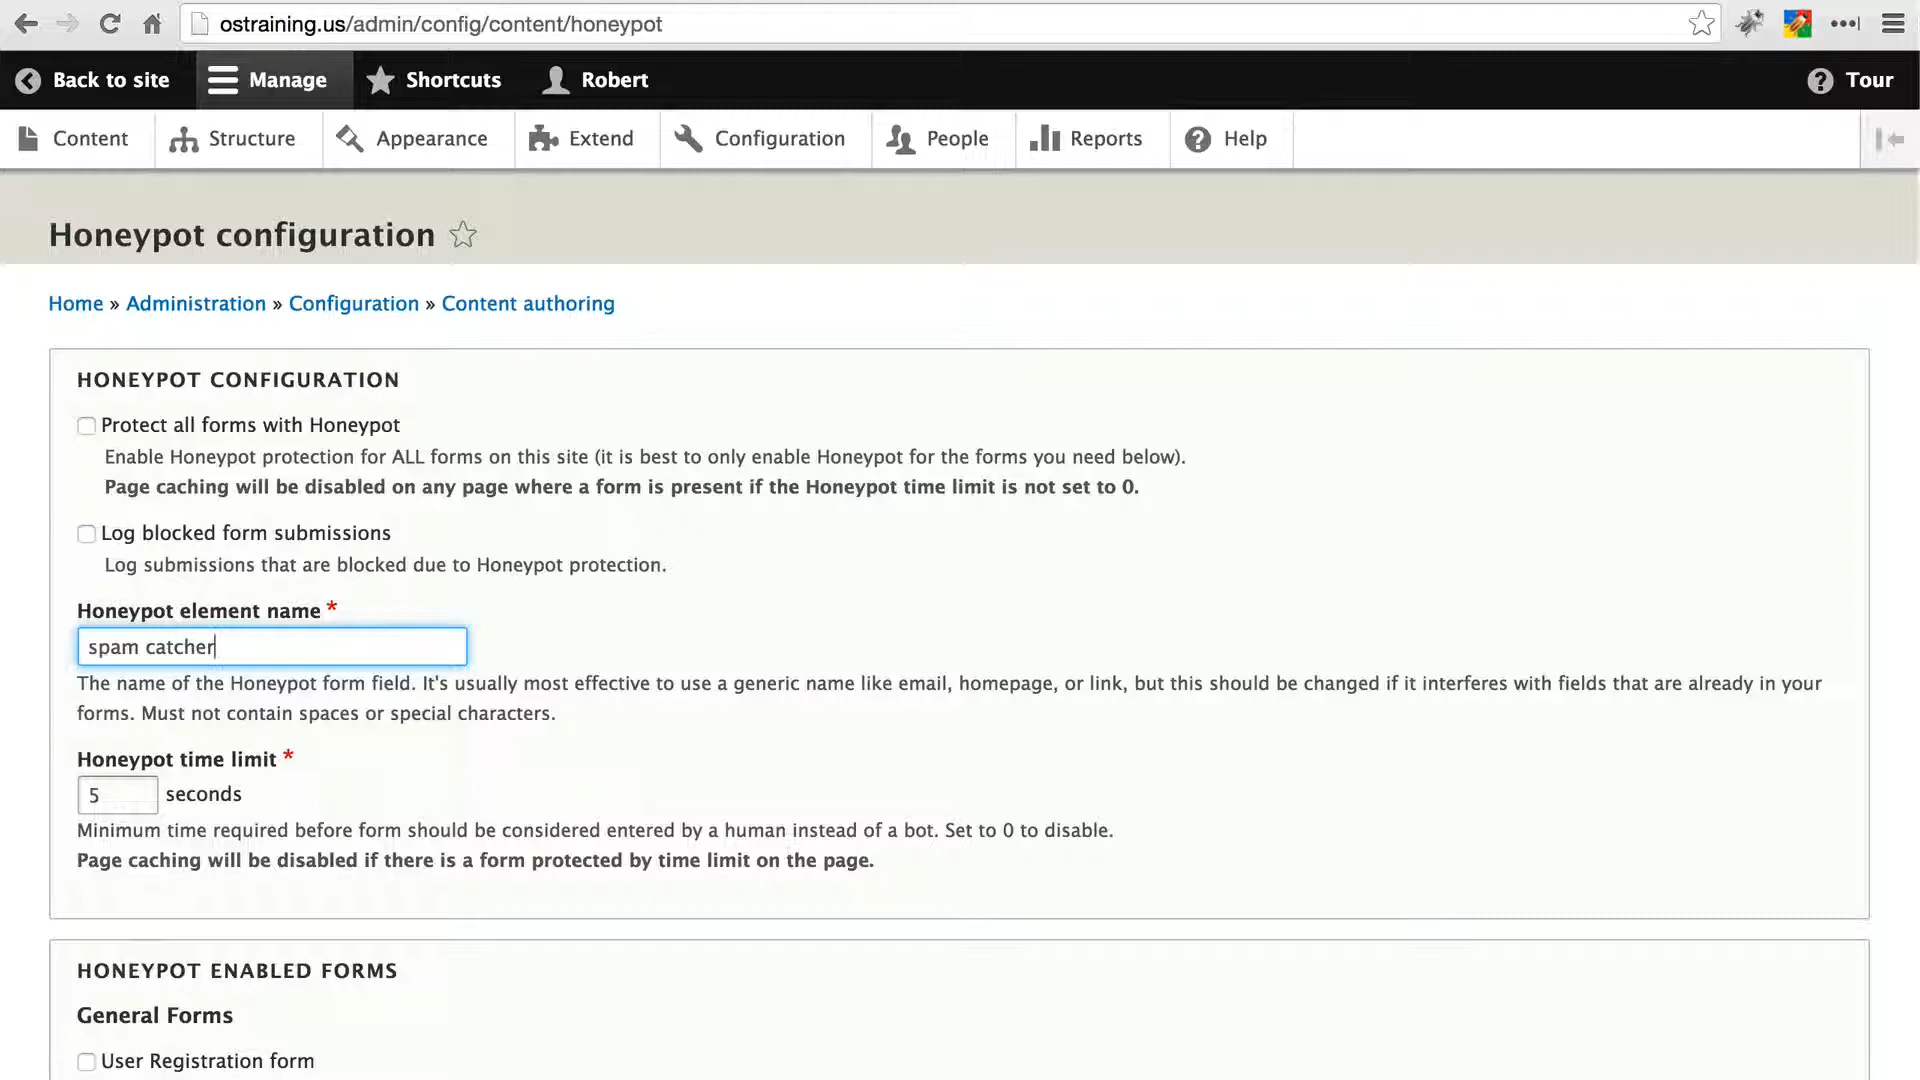 ostraining.us/admin/config/content/honeypot
Back to site Manage Shortcuts Robert Tour
Content Structure Appearance Extend Configuration People Reports Help
Honeypot configuration
Home » Administration » Configuration » Content authoring
HONEYPOT CONFIGURATION
Protect all forms with Honeypot
Enable Honeypot protection for ALL forms on this site (it is best to only enable Honeypot for the forms you need below).
Page caching will be disabled on any page where a form is present if the Honeypot time limit is not set to 0.
Log blocked form submissions
Log submissions that are blocked due to Honeypot protection.
Honeypot element name *
spam catcher
The name of the Honeypot form field. It's usually most effective to use a generic name like email, homepage, or link, but this should be changed if it interferes with fields that are already in your
forms. Must not contain spaces or special characters.
Honeypot time limit *
5 seconds
Minimum time required before form should be considered entered by a human instead of a bot. Set to 0 to disable.
Page caching will be disabled if there is a form protected by time limit on the page.
HONEYPOT ENABLED FORMS
General Forms
User Registration form